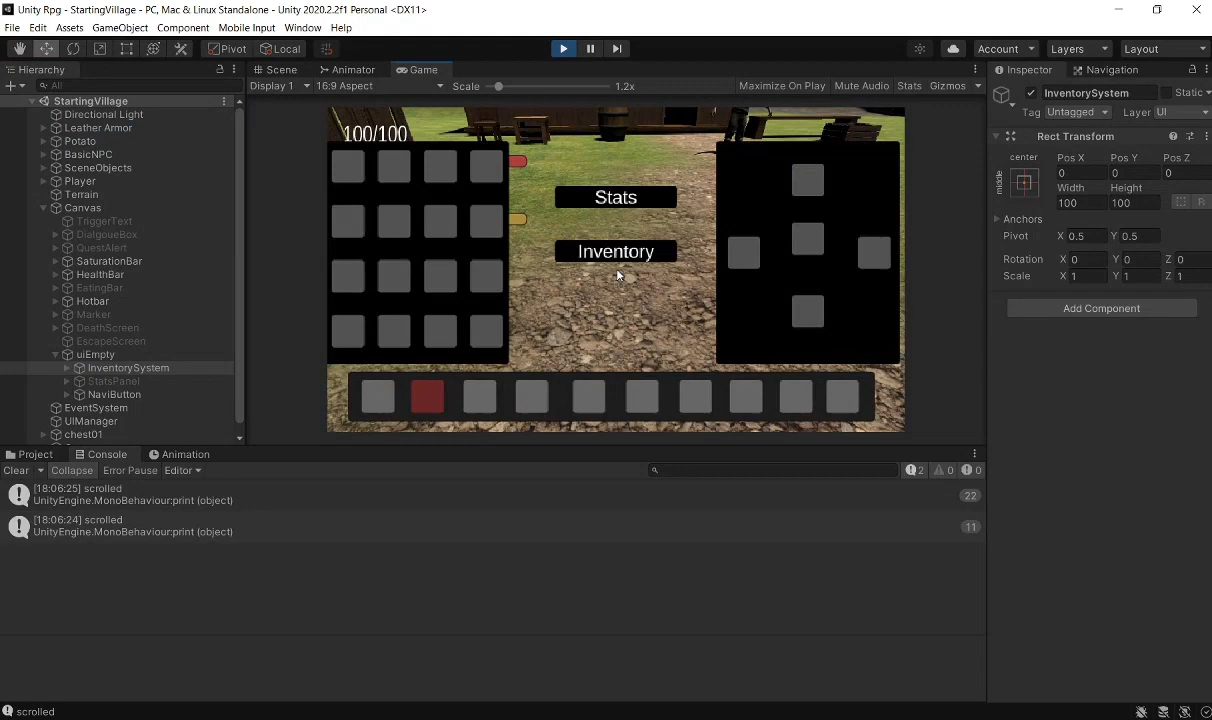 Unity Rpg - StartingVillage - PC, Mac & Linux Standalone - Unity 2020.2.2f1 Personal <DX11>
File Edit Assets GameObject Component Mobile Input Window Help
Pivot Local Account Layers Layout
Hierarchy Scene Animator Game Inspector Navigation
All Display 1 16:9 Aspect Scale 1.2x Maximize On Play Mute Audio Stats Gizmos
InventorySystem Static
Tag Untagged Layer UI
StartingVillage
Directional Light
Leather Armor
Potato
BasicNPC
SceneObjects
Player
Terrain
Canvas
TriggerText
DialgoueBox
QuestAlert
SaturationBar
HealthBar
EatingBar
Hotbar
Marker
DeathScreen
EscapeScreen
uiEmpty
InventorySystem
StatsPanel
NaviButton
EventSystem
UIManager
chest01
100/100
Stats
Inventory
Rect Transform
center Pos X Pos Y Pos Z
middle 0 0 0
Width Height
100 100 R
Anchors
Pivot X 0.5 Y 0.5
Rotation X 0 Y 0 Z 0
Scale X 1 Y 1 Z 1
Add Component
Project Console Animation
Clear Collapse Error Pause Editor 2 0 0
[18:06:25] scrolled
UnityEngine.MonoBehaviour:print (object) 22
[18:06:24] scrolled
UnityEngine.MonoBehaviour:print (object) 11
scrolled